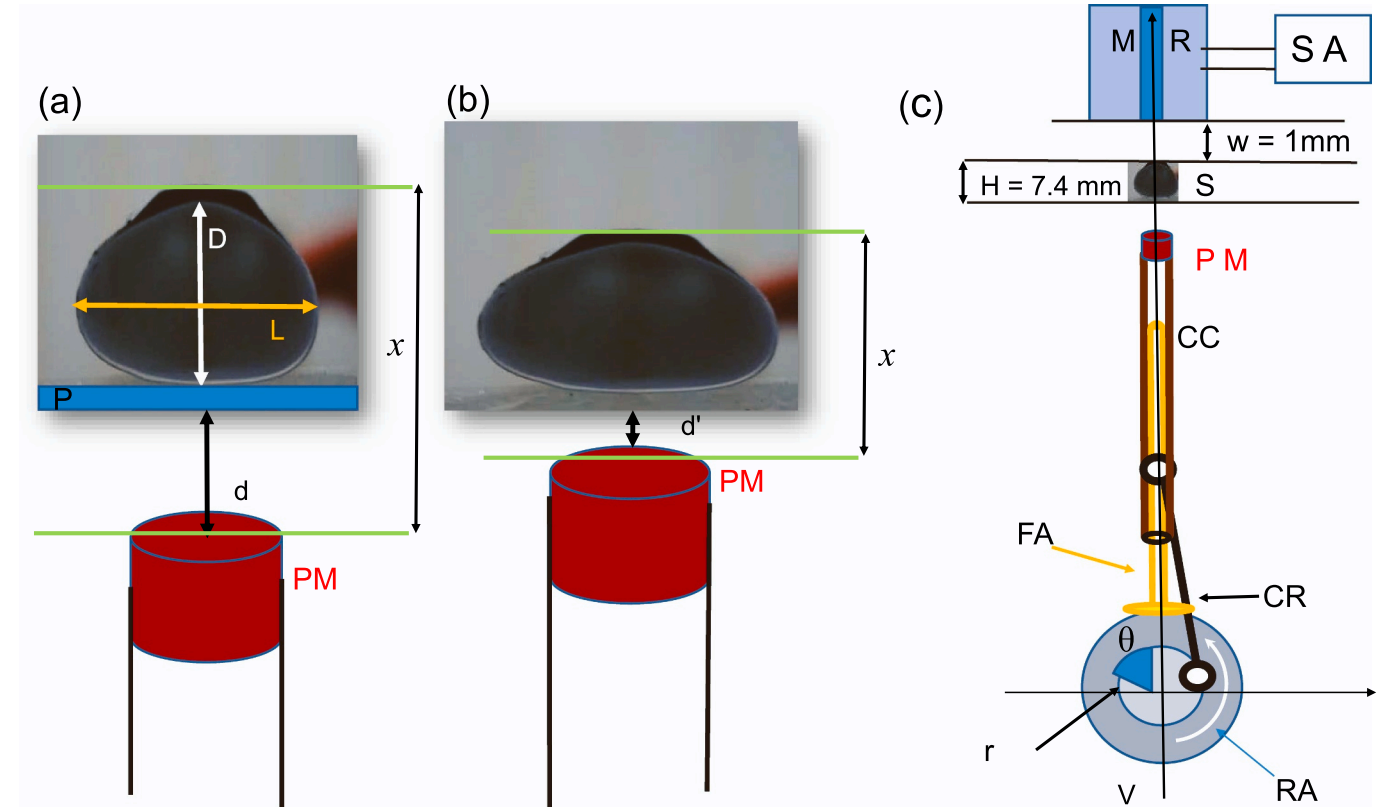 (a)
D
L
P
x
d
PM
(b)
x
d'
PM
(c)
M R
S A
w = 1mm
H = 7.4 mm
S
P M
CC
FA
CR
θ
r
V
RA